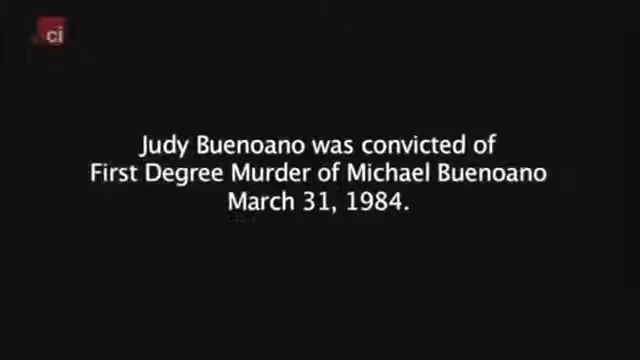 ci
Judy Buenoano was convicted of
First Degree Murder of Michael Buenoano
March 31, 1984.